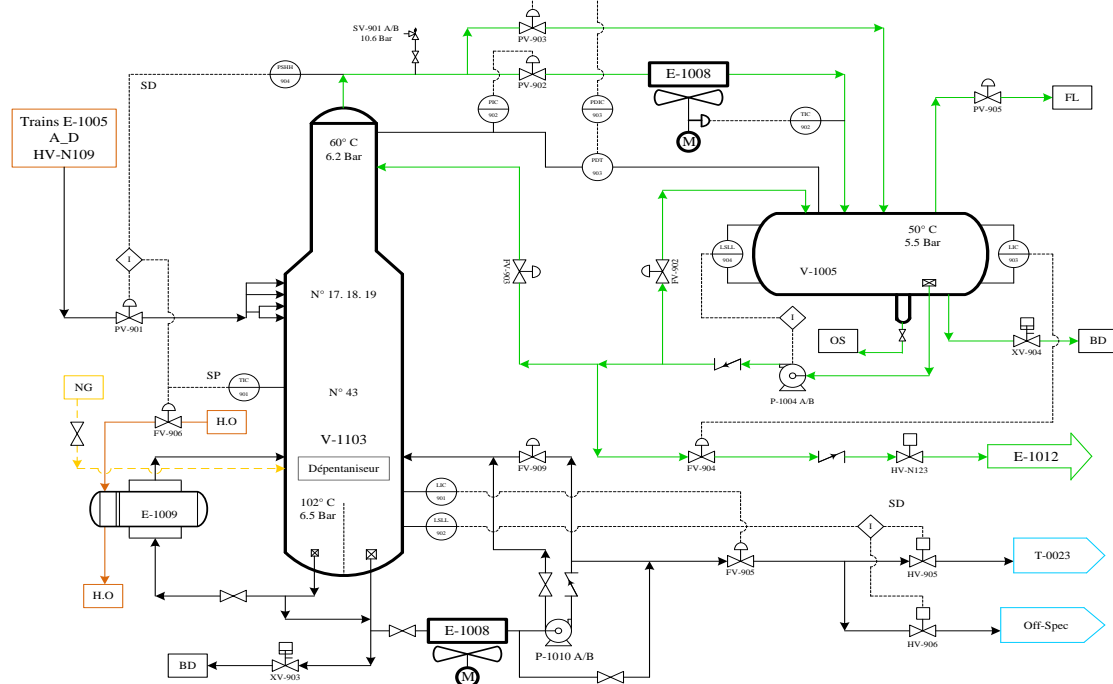 SV-901 A/B
10.6 Bar
PV-903
PSHH
904
SD
PV-902
E-1008
PIC
902
PDIC
903
TIC
902
M
PV-905
FL
Trains E-1005
A_D
HV-N109
60° C
6.2 Bar
PDT
903
50° C
5.5 Bar
LSLL
904
LIC
903
V-1005
I
PV-903
FV-902
N° 17. 18. 19
PV-901
I
OS
XV-904
BD
P-1004 A/B
NG
SP
TIC
901
N° 43
FV-906
H.O
V-1103
Dépentaniseur
FV-909
FV-904
HV-N123
E-1012
102° C
6.5 Bar
LIC
901
LSLL
902
SD
I
E-1009
H.O
FV-905
HV-905
T-0023
E-1008
P-1010 A/B
HV-906
Off-Spec
BD
XV-903
M